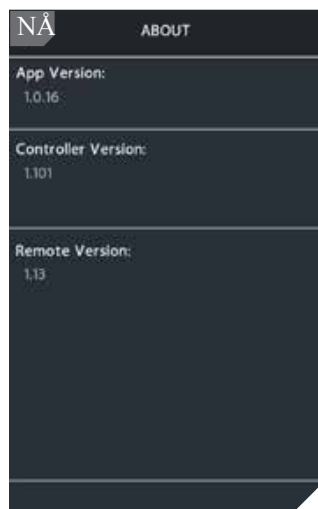 NÅ
ABOUT
App Version:
1.0.16
Controller Version:
1.101
Remote Version:
1.13